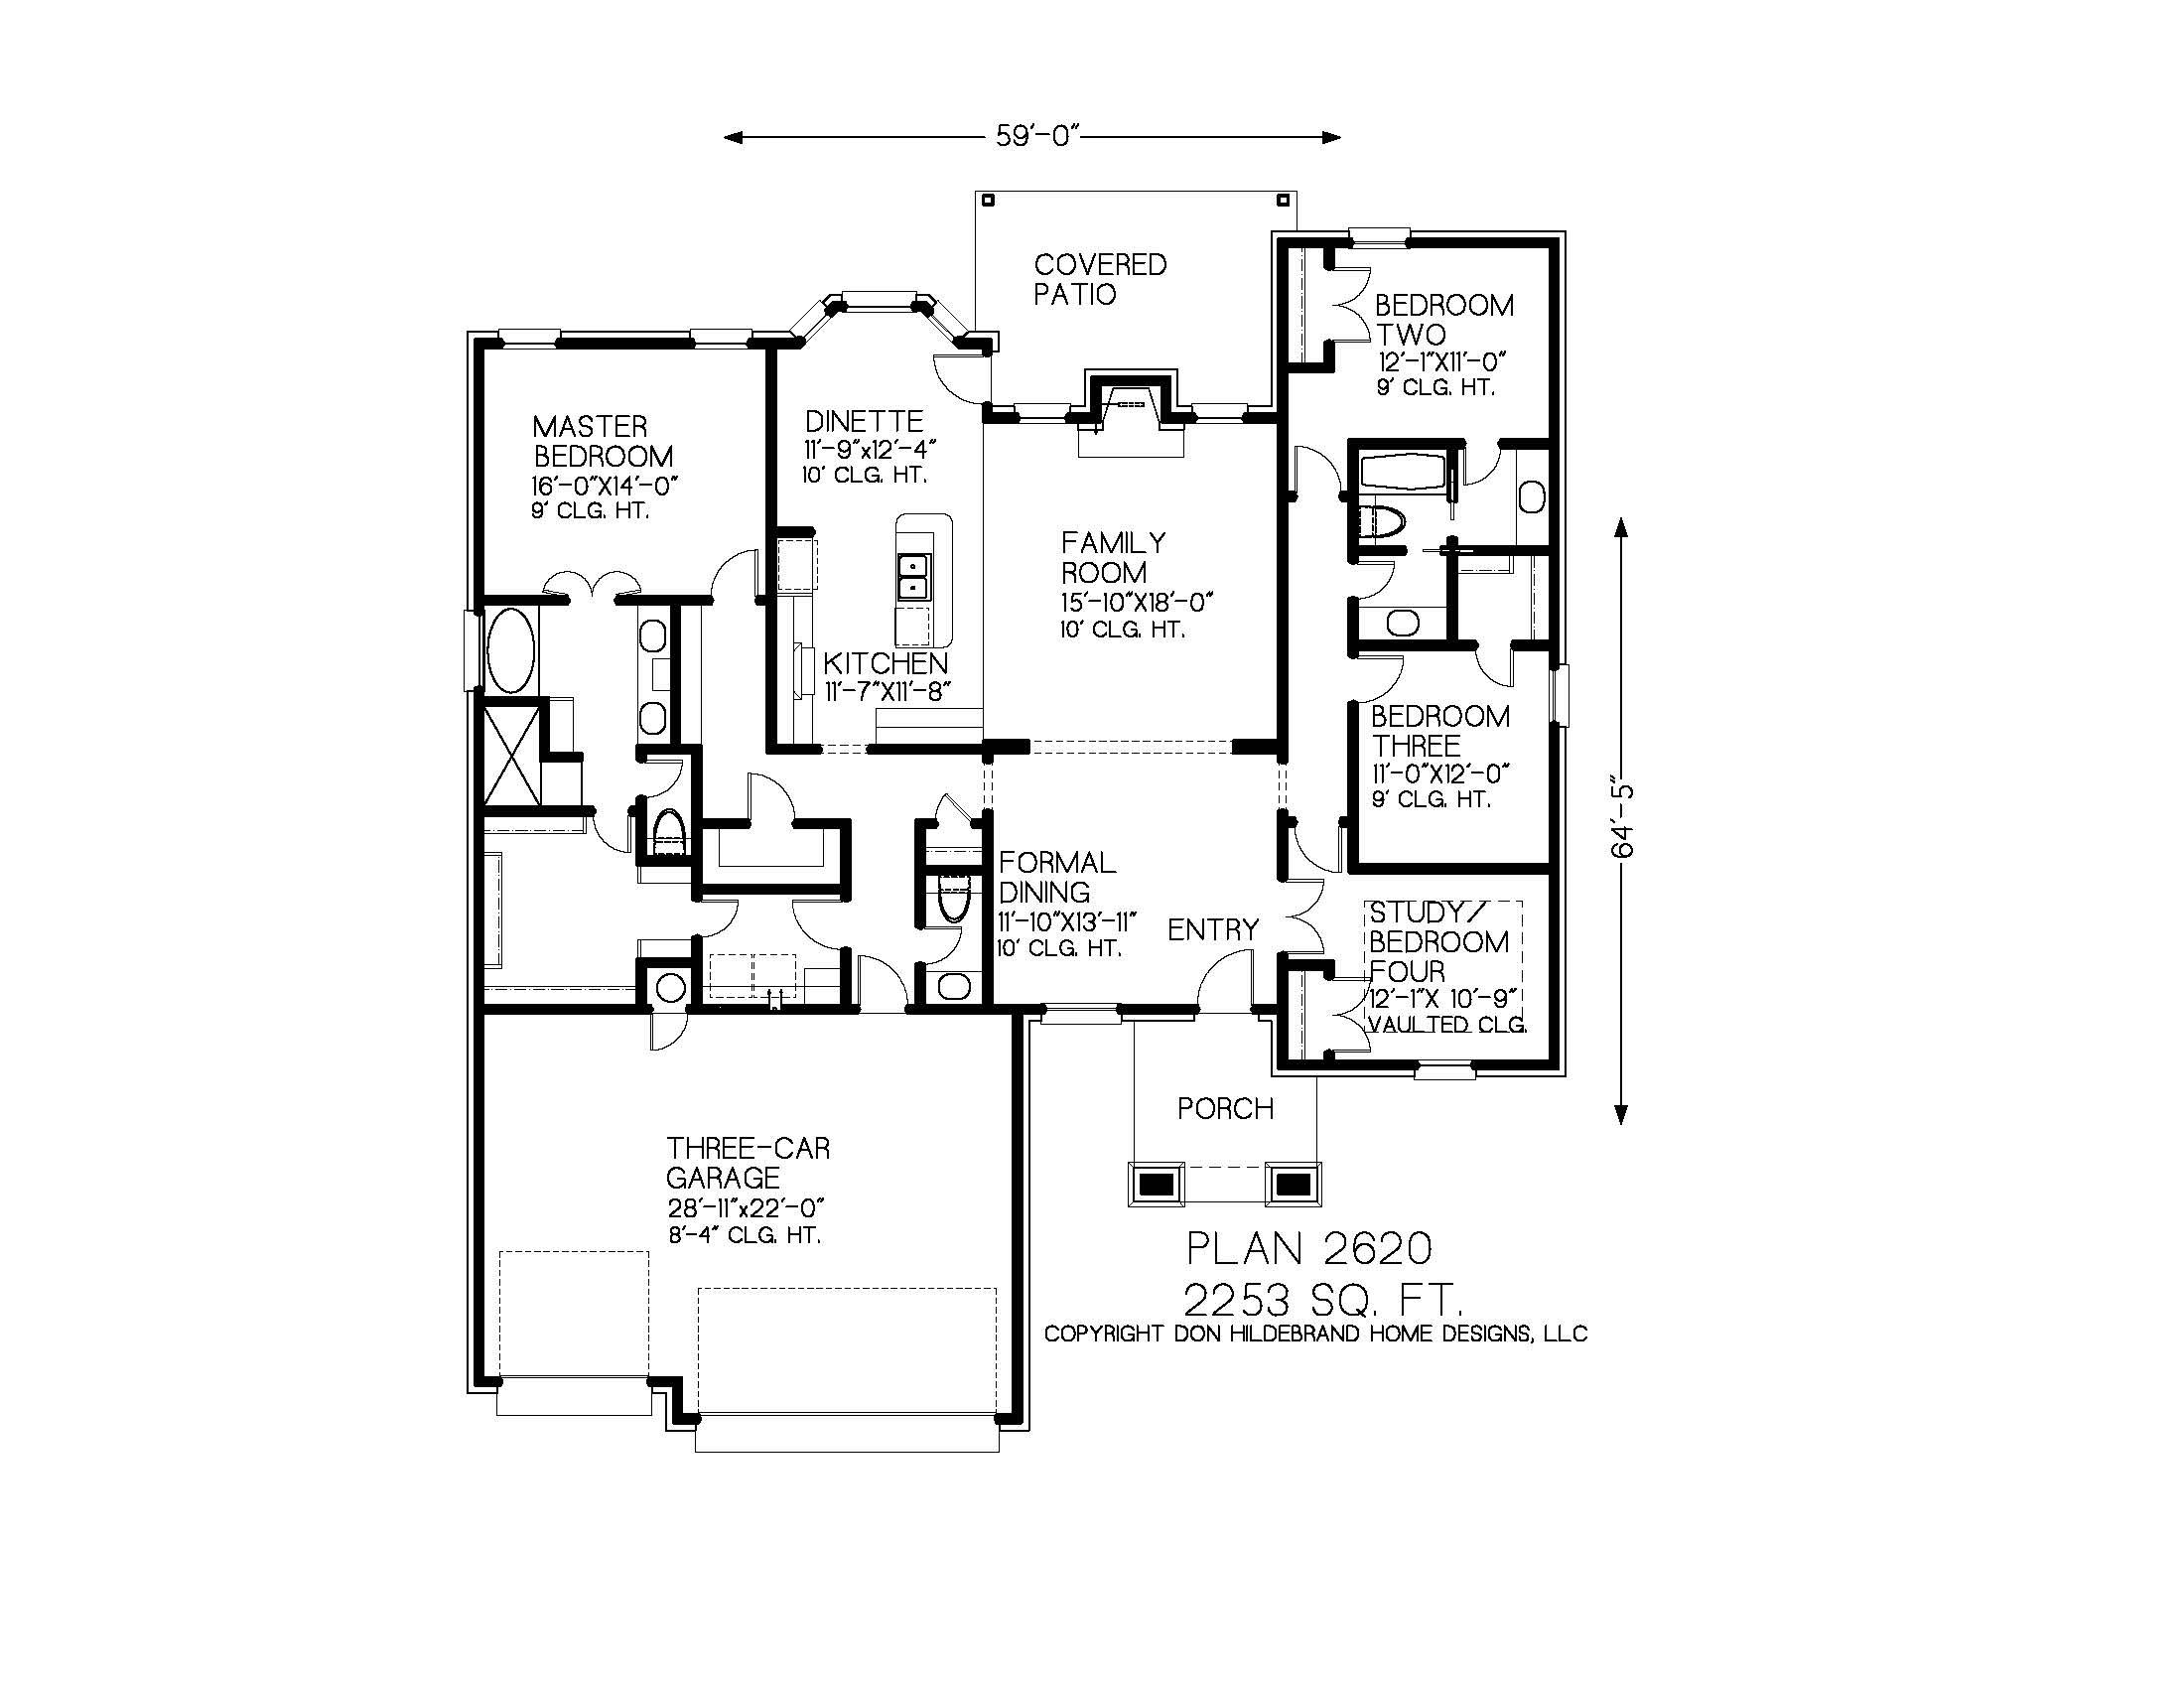 59'-0"
COVERED
PATIO
BEDROOM
TWO
12'-1"X11'-0"
9' CLG. HT.
MASTER
BEDROOM
16'-0"X14'-0"
9' CLG. HT.
DINETTE
11'-9"x12'-4"
10' CLG. HT.
FAMILY
ROOM
15'-10"X18'-0"
10' CLG. HT.
KITCHEN
11'-7"X11'-8"
BEDROOM
THREE
11'-0"X12'-0"
9' CLG. HT.
64'-5"
FORMAL
DINING
11'-10"X13'-11"
10' CLG. HT.
ENTRY
STUDY/
BEDROOM
FOUR
12'-1"X 10'-9"
VAULTED CLG.
PORCH
THREE-CAR
GARAGE
28'-11"x22'-0"
8'-4" CLG. HT.
PLAN 2620
2253 SQ. FT.
COPYRIGHT DON HILDEBRAND HOME DESIGNS, LLC